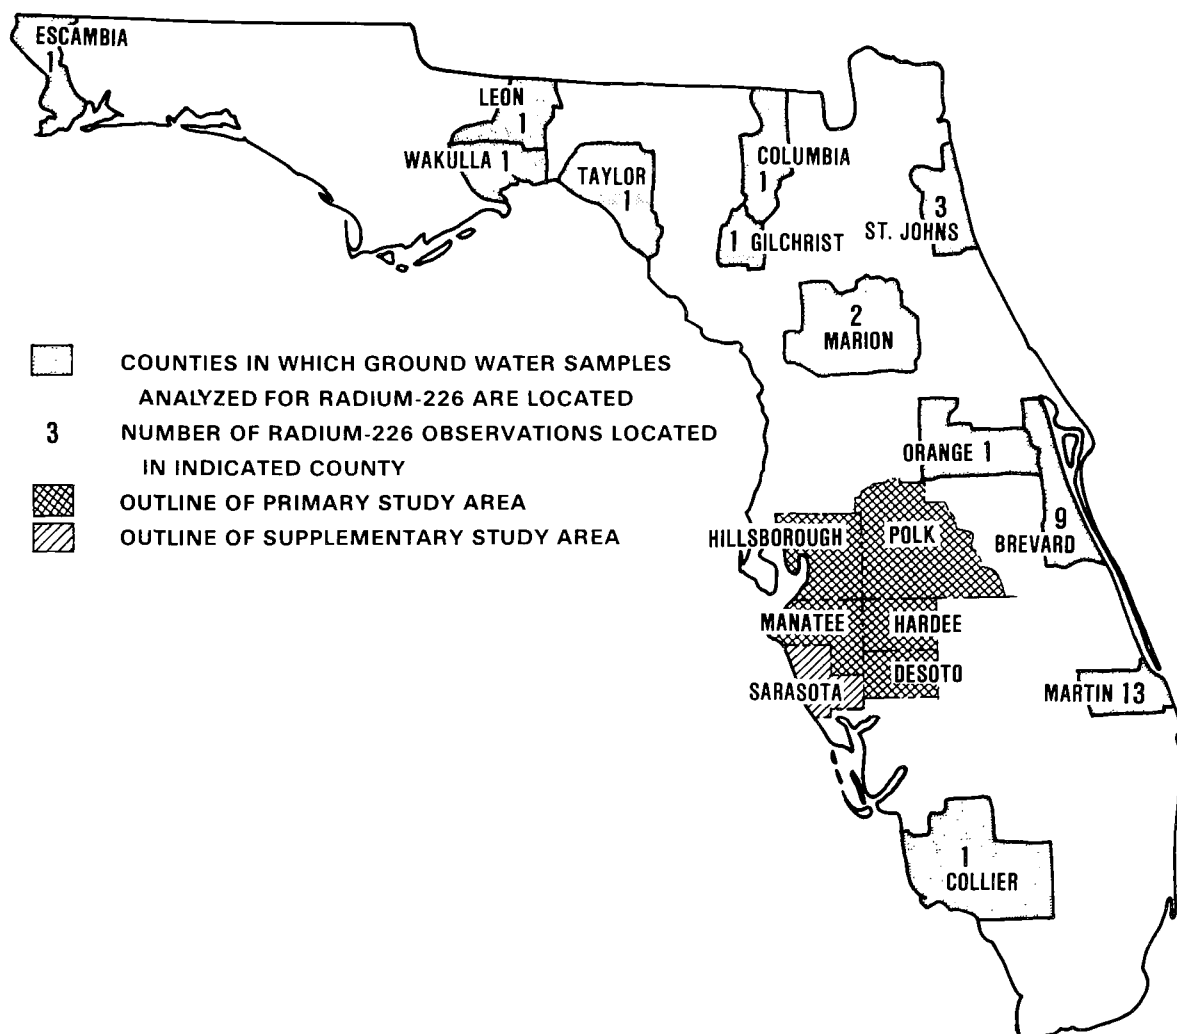 ESCAMBIA
1
LEON
1
WAKULLA 1
TAYLOR
1
COLUMBIA
1
1 GILCHRIST
3
ST. JOHNS
2
MARION
COUNTIES IN WHICH GROUND WATER SAMPLES
ANALYZED FOR RADIUM-226 ARE LOCATED
3 NUMBER OF RADIUM-226 OBSERVATIONS LOCATED
IN INDICATED COUNTY
OUTLINE OF PRIMARY STUDY AREA
OUTLINE OF SUPPLEMENTARY STUDY AREA
ORANGE 1
9
BREVARD
HILLSBOROUGH
POLK
MANATEE
HARDEE
SARASOTA
DESOTO
MARTIN 13
1
COLLIER